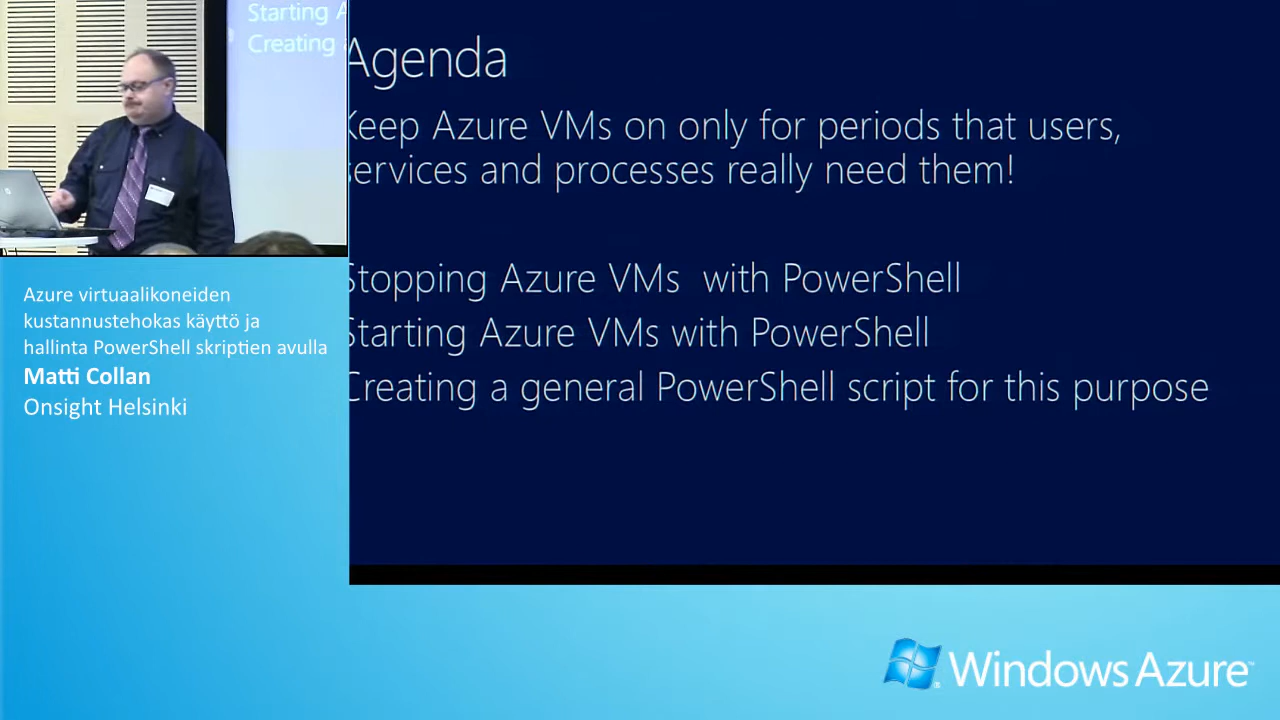 Starting A
Creating a
Agenda
Keep Azure VMs on only for periods that users,
services and processes really need them!
Stopping Azure VMs with PowerShell
Starting Azure VMs with PowerShell
Creating a general PowerShell script for this purpose
Azure virtuaalikoneiden
kustannustehokas käyttö ja
hallinta PowerShell skriptien avulla
Matti Collan
Onsight Helsinki
Windows Azure™